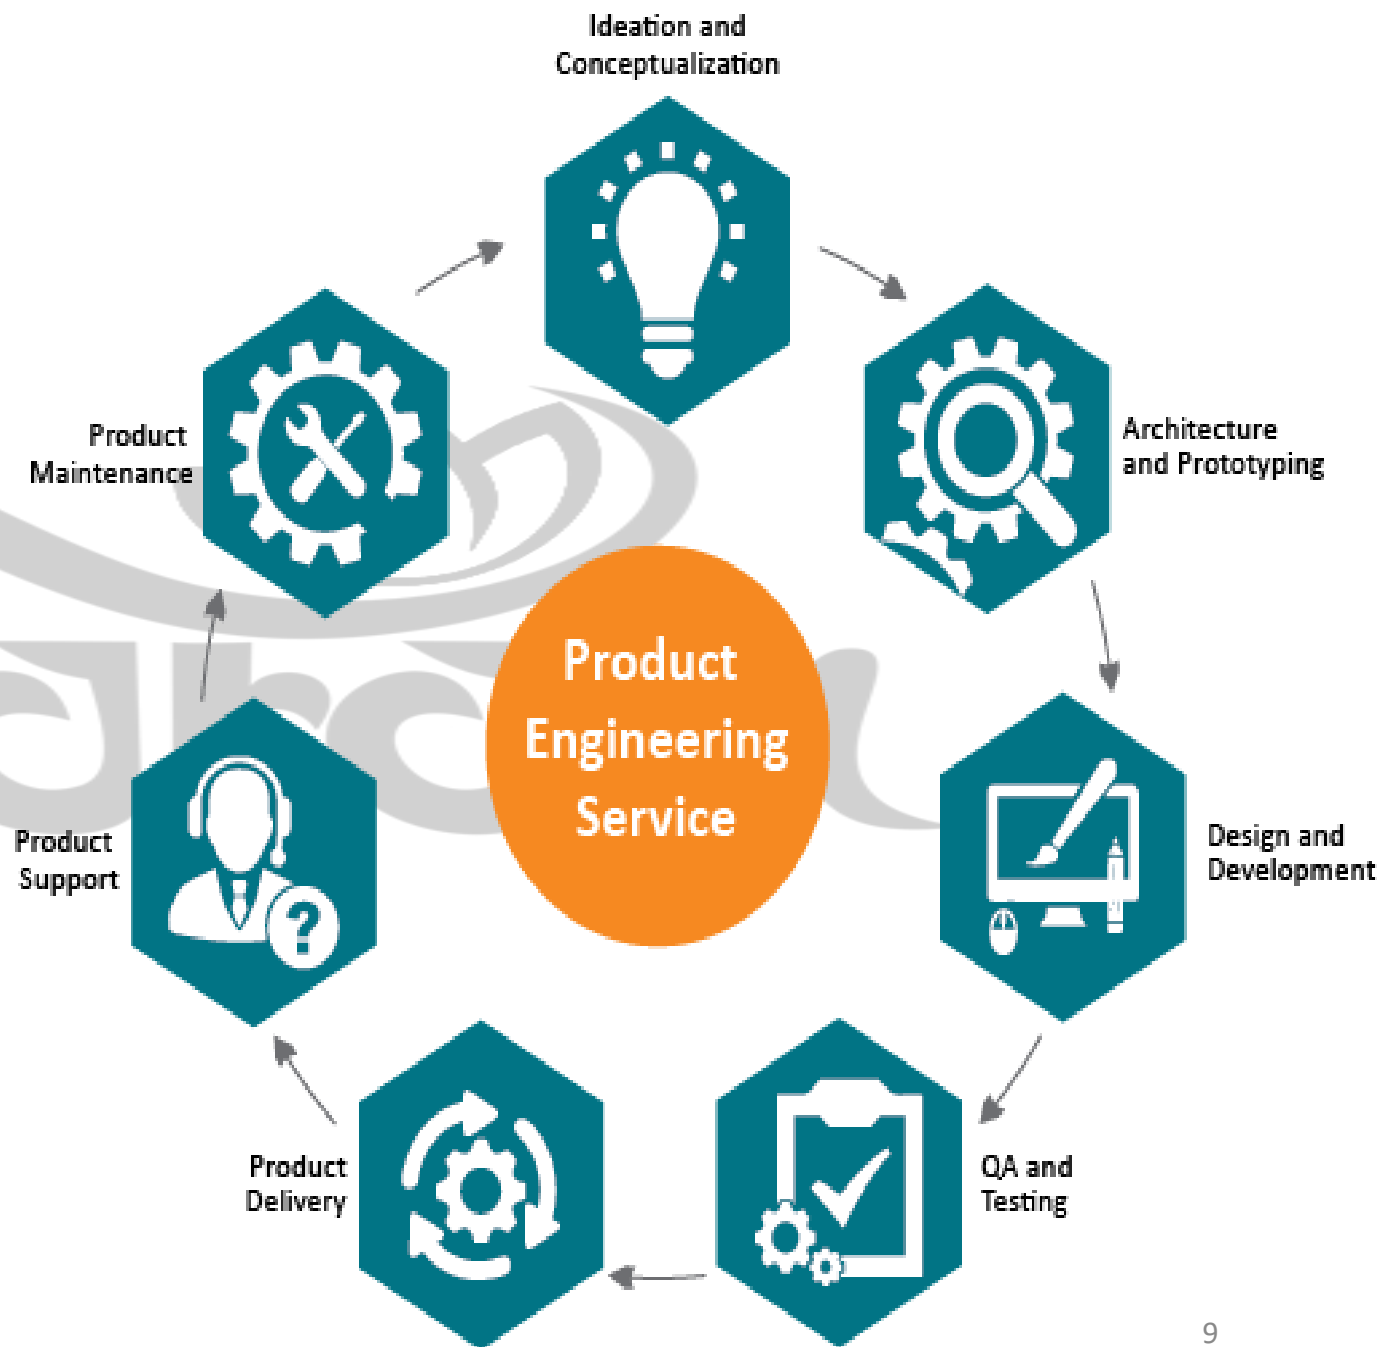 Ideation and
Conceptualization
Architecture
and Prototyping
Design and
Development
QA and
Testing
Product
Delivery
Product
Support
Product
Maintenance
Product
Engineering
Service
?
9